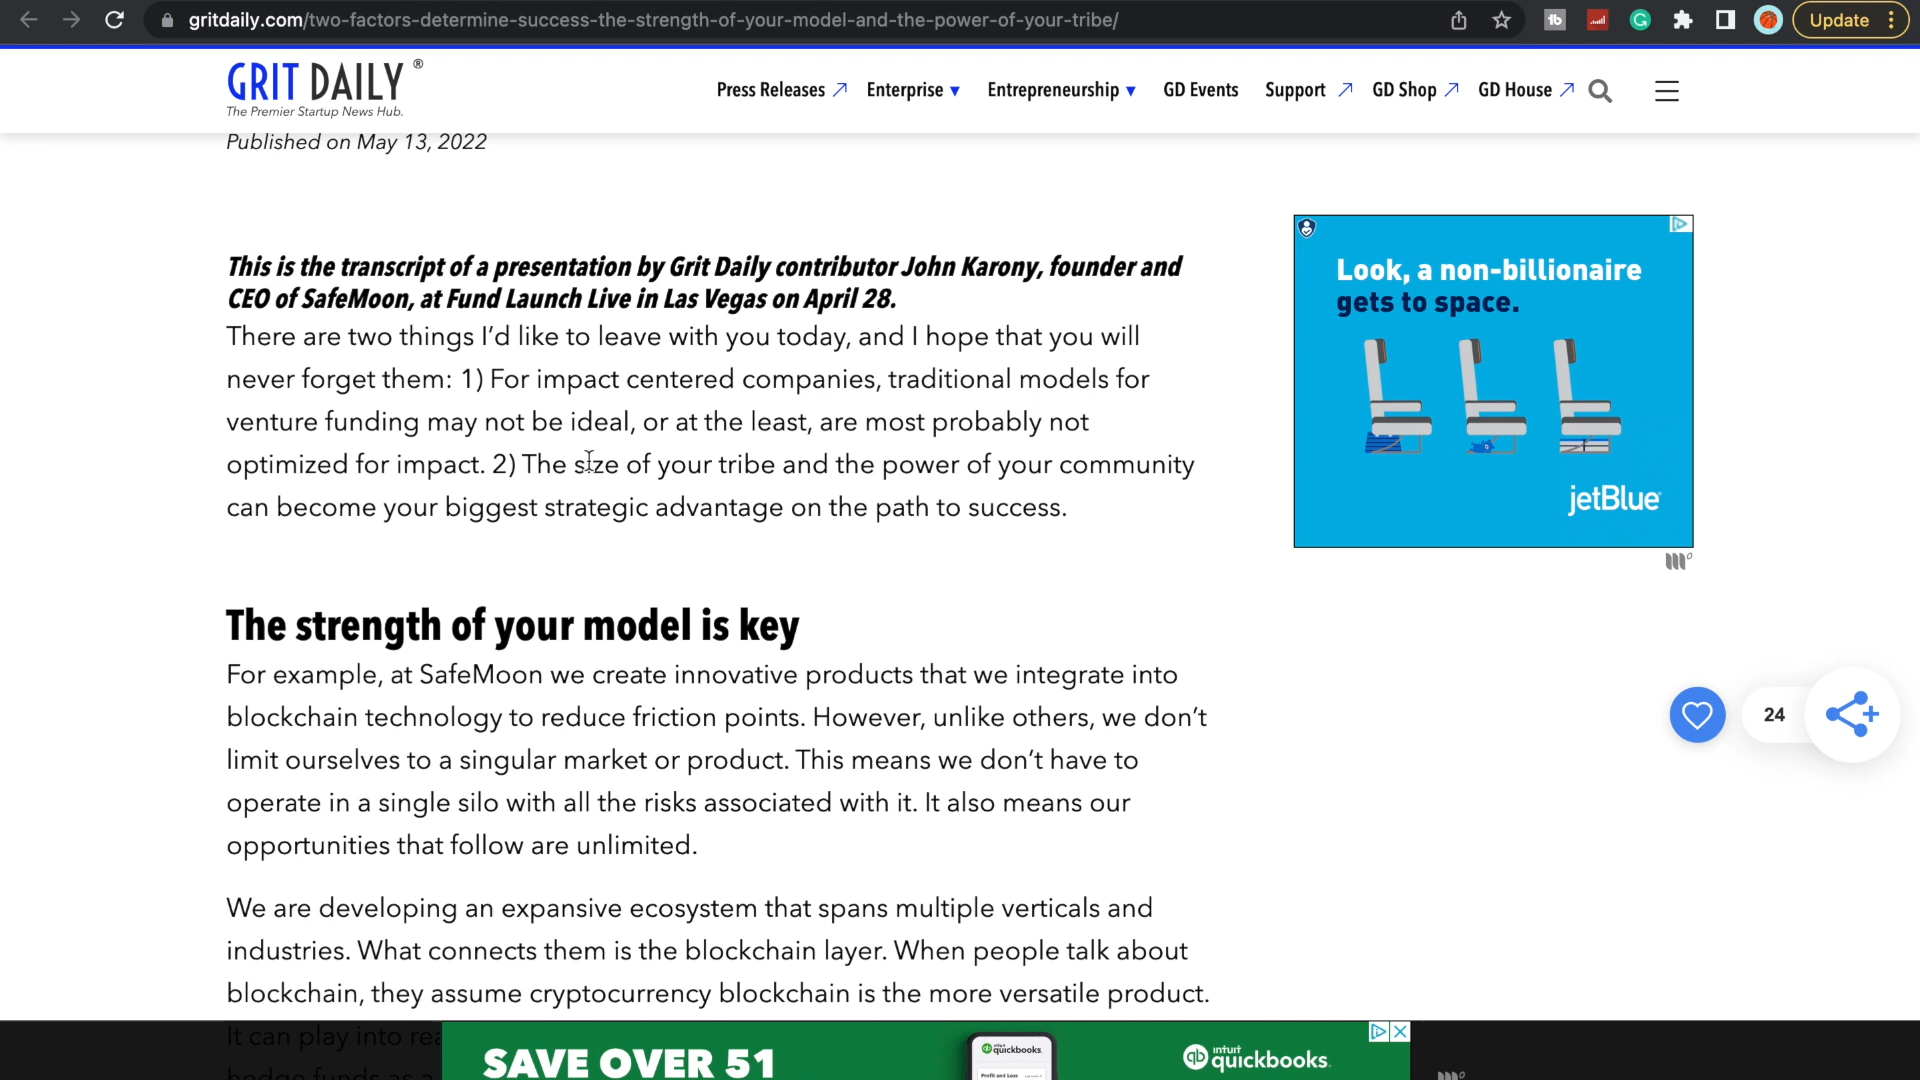 gritdaily.com/two-factors-determine-success-the-strength-of-your-model-and-the-power-of-your-tribe/
Update
GRIT DAILY ®
The Premier Startup News Hub.
Press Releases
Enterprise
Entrepreneurship
GD Events
Support
GD Shop
GD House
Published on May 13, 2022
This is the transcript of a presentation by Grit Daily contributor John Karony, founder and
CEO of SafeMoon, at Fund Launch Live in Las Vegas on April 28.
There are two things I’d like to leave with you today, and I hope that you will
never forget them: 1) For impact centered companies, traditional models for
venture funding may not be ideal, or at the least, are most probably not
optimized for impact. 2) The size of your tribe and the power of your community
can become your biggest strategic advantage on the path to success.
Look, a non-billionaire
gets to space.
jetBlue
The strength of your model is key
For example, at SafeMoon we create innovative products that we integrate into
blockchain technology to reduce friction points. However, unlike others, we don’t
limit ourselves to a singular market or product. This means we don’t have to
operate in a single silo with all the risks associated with it. It also means our
opportunities that follow are unlimited.
24
We are developing an expansive ecosystem that spans multiple verticals and
industries. What connects them is the blockchain layer. When people talk about
blockchain, they assume cryptocurrency blockchain is the more versatile product.
It can play into
SAVE OVER 51
quickbooks.
Profit and Loss
intuit
quickbooks.